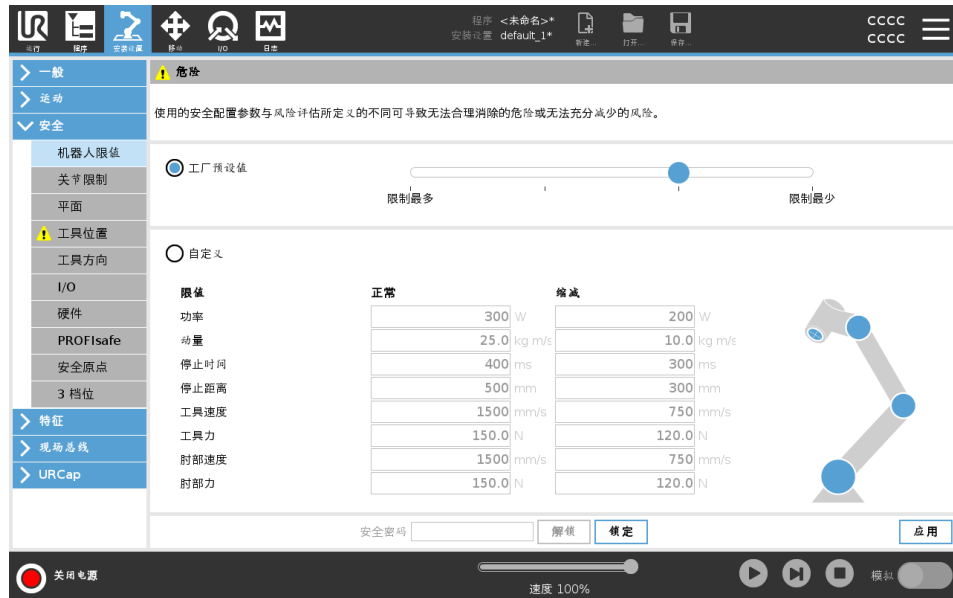 程序 <未命名>*
安装设置 default_1*
运行 程序 安装设置 移动 I/O 日志
新建... 打开... 保存...
cccc
cccc
一般
运动
安全
机器人限值
关节限制
平面
工具位置
工具方向
I/O
硬件
PROFIsafe
安全原点
3 档位
特征
现场总线
URCap
危险
使用的安全配置参数与风险评估所定义的不同可导致无法合理消除的危险或无法充分减少的风险。
工厂预设值
限制最多 限制最少
自定义
限值 正常 缩减
功率 300 W 200 W
动量 25.0 kg m/s 10.0 kg m/s
停止时间 400 ms 300 ms
停止距离 500 mm 300 mm
工具速度 1500 mm/s 750 mm/s
工具力 150.0 N 120.0 N
肘部速度 1500 mm/s 750 mm/s
肘部力 150.0 N 120.0 N
安全密码 解锁 锁定 应用
关闭电源
速度 100%
模拟